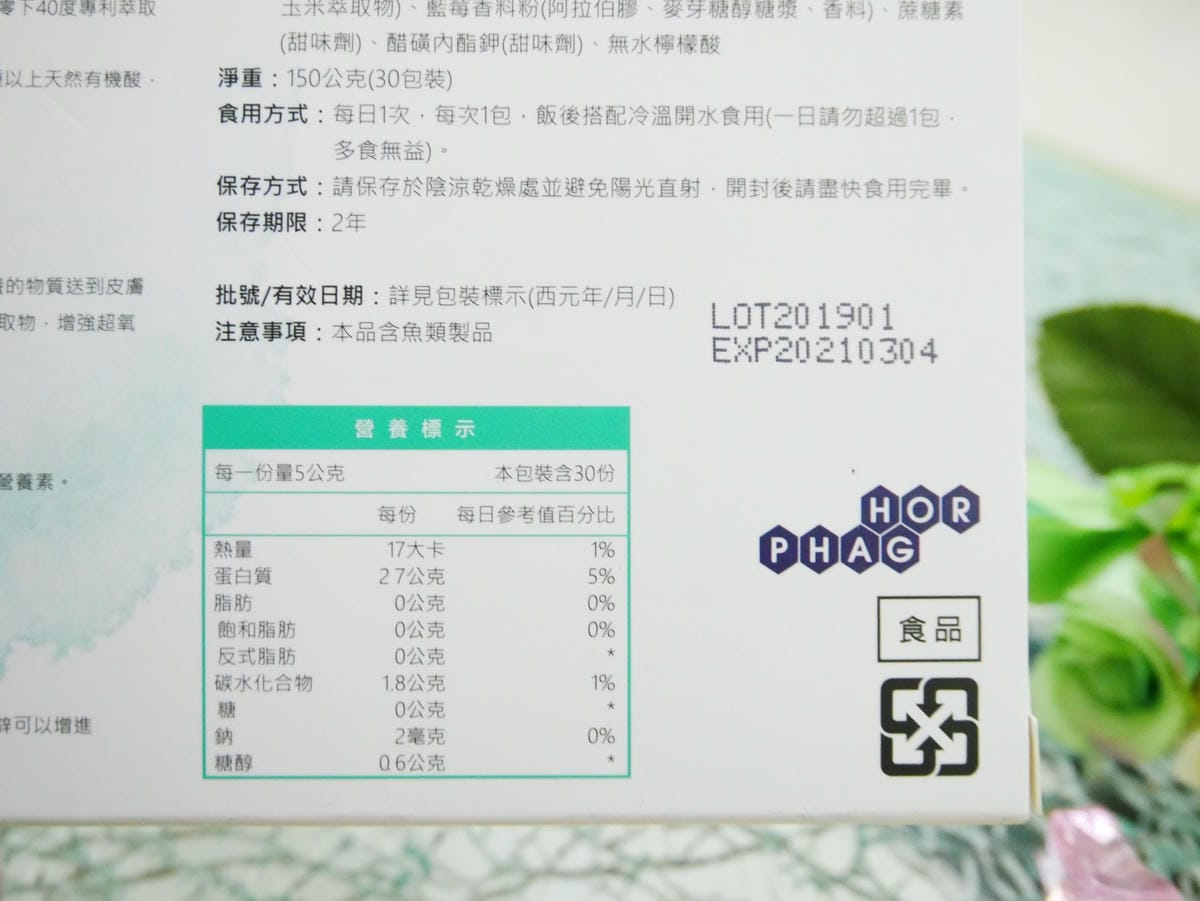 零下40度專利萃取
以上天然有機酸，
的物質送到皮膚
取物，增強超氧
營養素。
可以增進
玉米萃取物)、藍莓香料粉(阿拉伯膠、麥芽糖醇糖漿、香料)、蔗糖素
(甜味劑)、醋磺內酯鉀(甜味劑)、無水檸檬酸
淨重：150公克(30包裝)
食用方式：每日1次，每次1包，飯後搭配冷溫開水食用(一日請勿超過1包，
多食無益)。
保存方式：請保存於陰涼乾燥處並避免陽光直射，開封後請盡快食用完畢。
保存期限：2年
批號/有效日期：詳見包裝標示(西元年/月/日)
注意事項：本品含魚類製品
LOT201901
EXP20210304
營養標示
每一份量5公克 本包裝含30份
每份 每日參考值百分比
熱量 17大卡 1%
蛋白質 2.7公克 5%
脂肪 0公克 0%
飽和脂肪 0公克 0%
反式脂肪 0公克 *
碳水化合物 1.8公克 1%
糖 0公克 *
鈉 2毫克 0%
糖醇 0.6公克 *
HOR
PHAG
食品